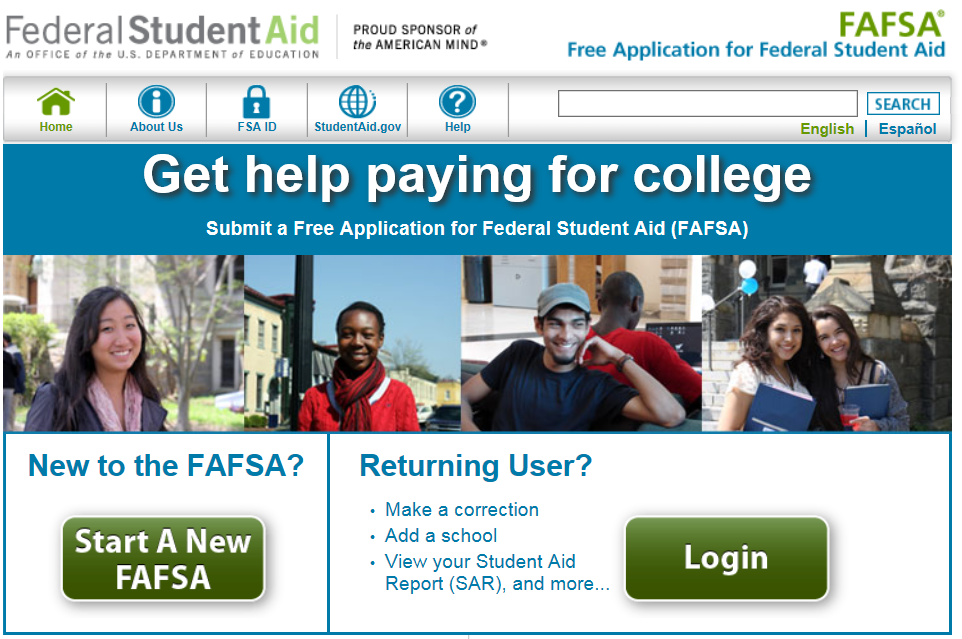 Federal Student Aid
An OFFICE of the U.S. DEPARTMENT of EDUCATION
PROUD SPONSOR of
the AMERICAN MIND®
FAFSA®
Free Application for Federal Student Aid
Home
About Us
FSA ID
StudentAid.gov
Help
SEARCH
English
Español
Get help paying for college
Submit a Free Application for Federal Student Aid (FAFSA)
New to the FAFSA?
Start A New
FAFSA
Returning User?
• Make a correction
• Add a school
• View your Student Aid
Report (SAR), and more...
Login